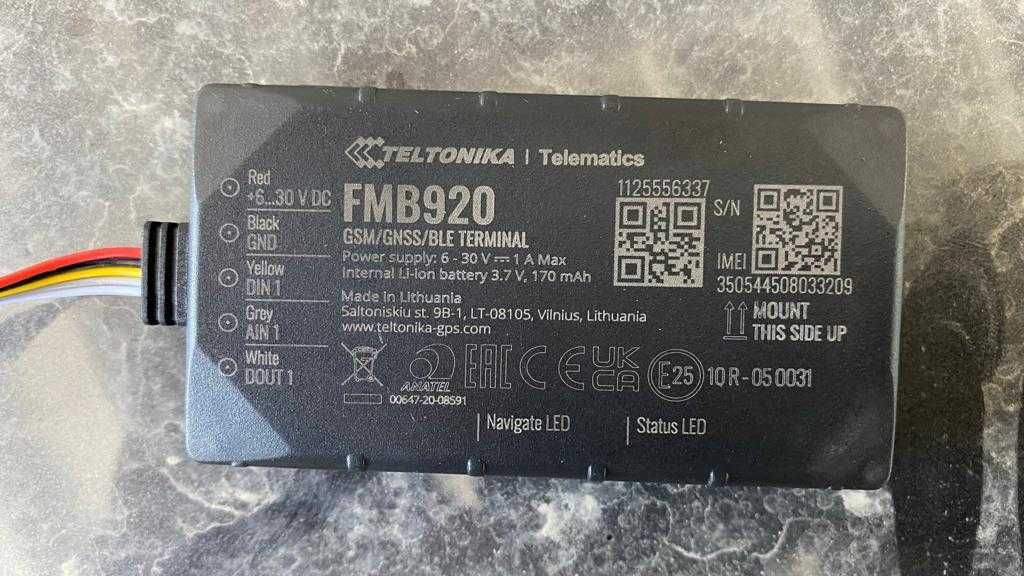 TELTONIKA | Telematics
FMB920
GSM/GNSS/BLE TERMINAL
Power supply: 6 - 30 V ⎓ 1 A Max
Internal Li-Ion battery 3.7 V, 170 mAh
Made in Lithuania
Saltoniskiu st. 9B-1, LT-08105, Vilnius, Lithuania
www.teltonika-gps.com
Red
+6...30 V DC
Black
GND
Yellow
DIN 1
Grey
AIN 1
White
DOUT 1
1125556337
S/N
IMEI
350544508033209
MOUNT
THIS SIDE UP
ANATEL
00647-20-08591
EAC
CE
UK
CA
E25
10 R - 05 0031
Navigate LED
Status LED